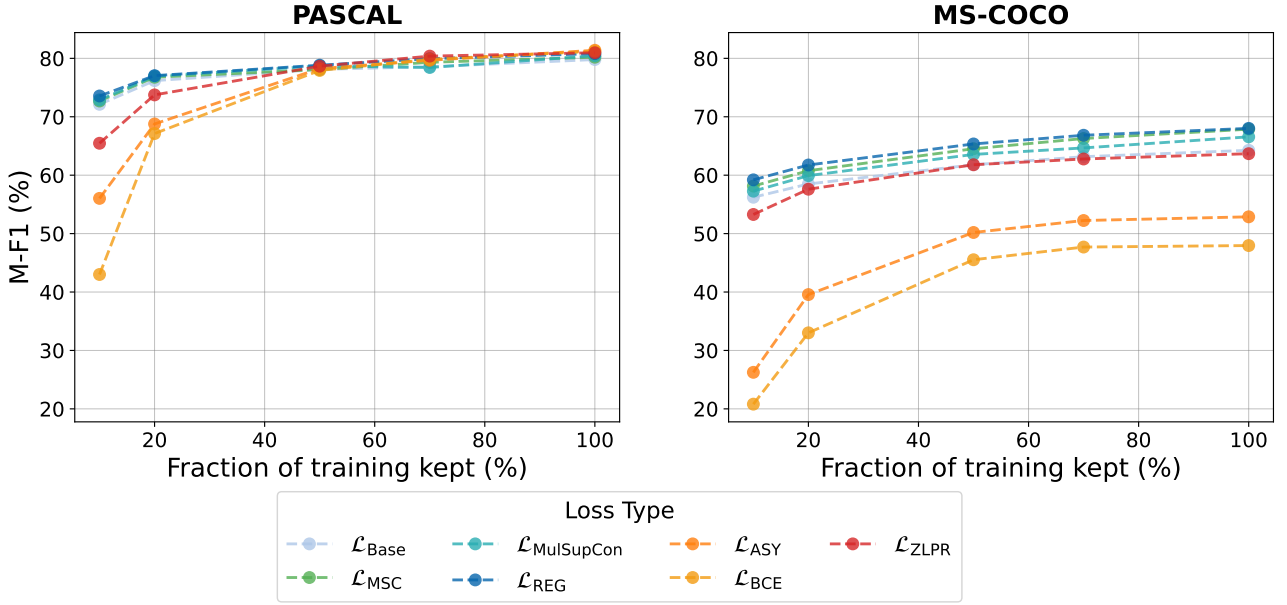 PASCAL
MS-COCO
M-F1 (%)
80
70
60
50
40
30
20
20 40 60 80 100
Fraction of training kept (%)
80
70
60
50
40
30
20
20 40 60 80 100
Fraction of training kept (%)
Loss Type
ℒBase ℒMulSupCon ℒASY ℒZLPR
ℒMSC ℒREG ℒBCE